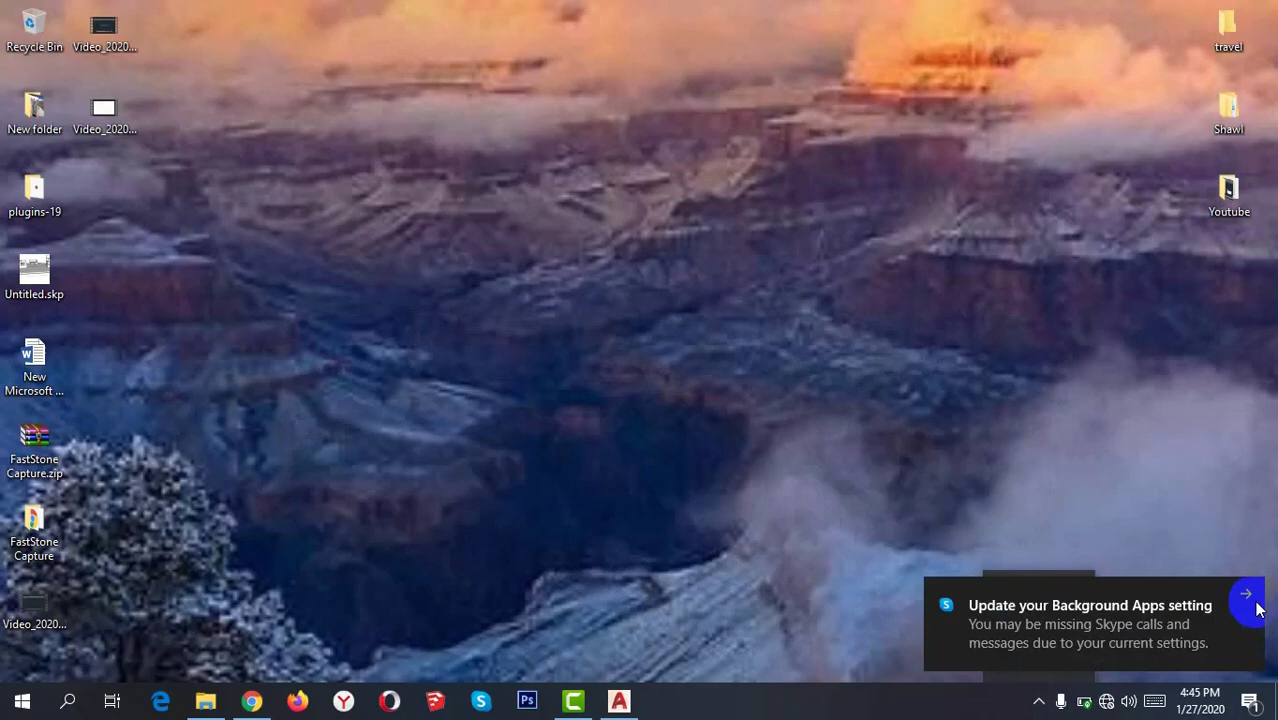 Recycle Bin
Video_2020...
travel
New folder
Video_2020...
Shawl
plugins-19
Youtube
Untitled.skp
New
Microsoft ...
FastStone
Capture.zip
FastStone
Capture
Video_2020...
Update your Background Apps setting
You may be missing Skype calls and
messages due to your current settings.
4:45 PM
1/27/2020
1